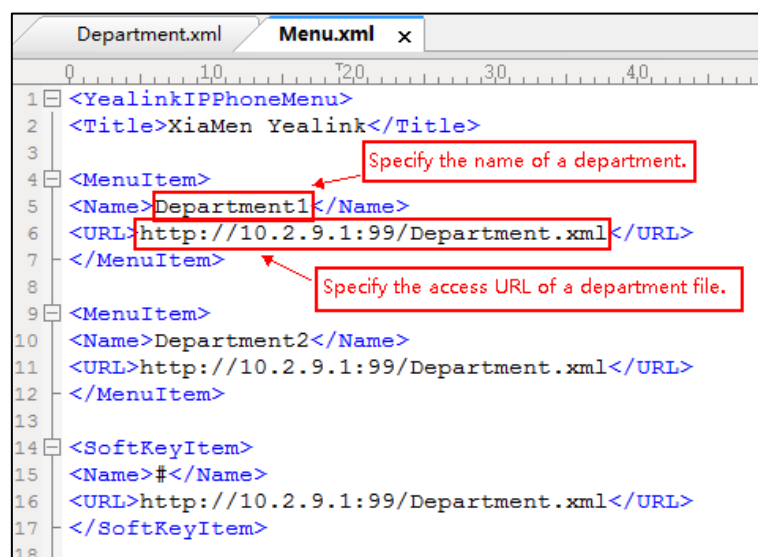 Department.xml Menu.xml x
0 10 20 30 40
1 <YealinkIPPhoneMenu>
2 <Title>XiaMen Yealink</Title>
3
Specify the name of a department.
4 <MenuItem>
5 <Name>Department1</Name>
6 <URL>http://10.2.9.1:99/Department.xml</URL>
7 </MenuItem>
Specify the access URL of a department file.
8
9 <MenuItem>
10 <Name>Department2</Name>
11 <URL>http://10.2.9.1:99/Department.xml</URL>
12 </MenuItem>
13
14 <SoftKeyItem>
15 <Name>#</Name>
16 <URL>http://10.2.9.1:99/Department.xml</URL>
17 </SoftKeyItem>
18